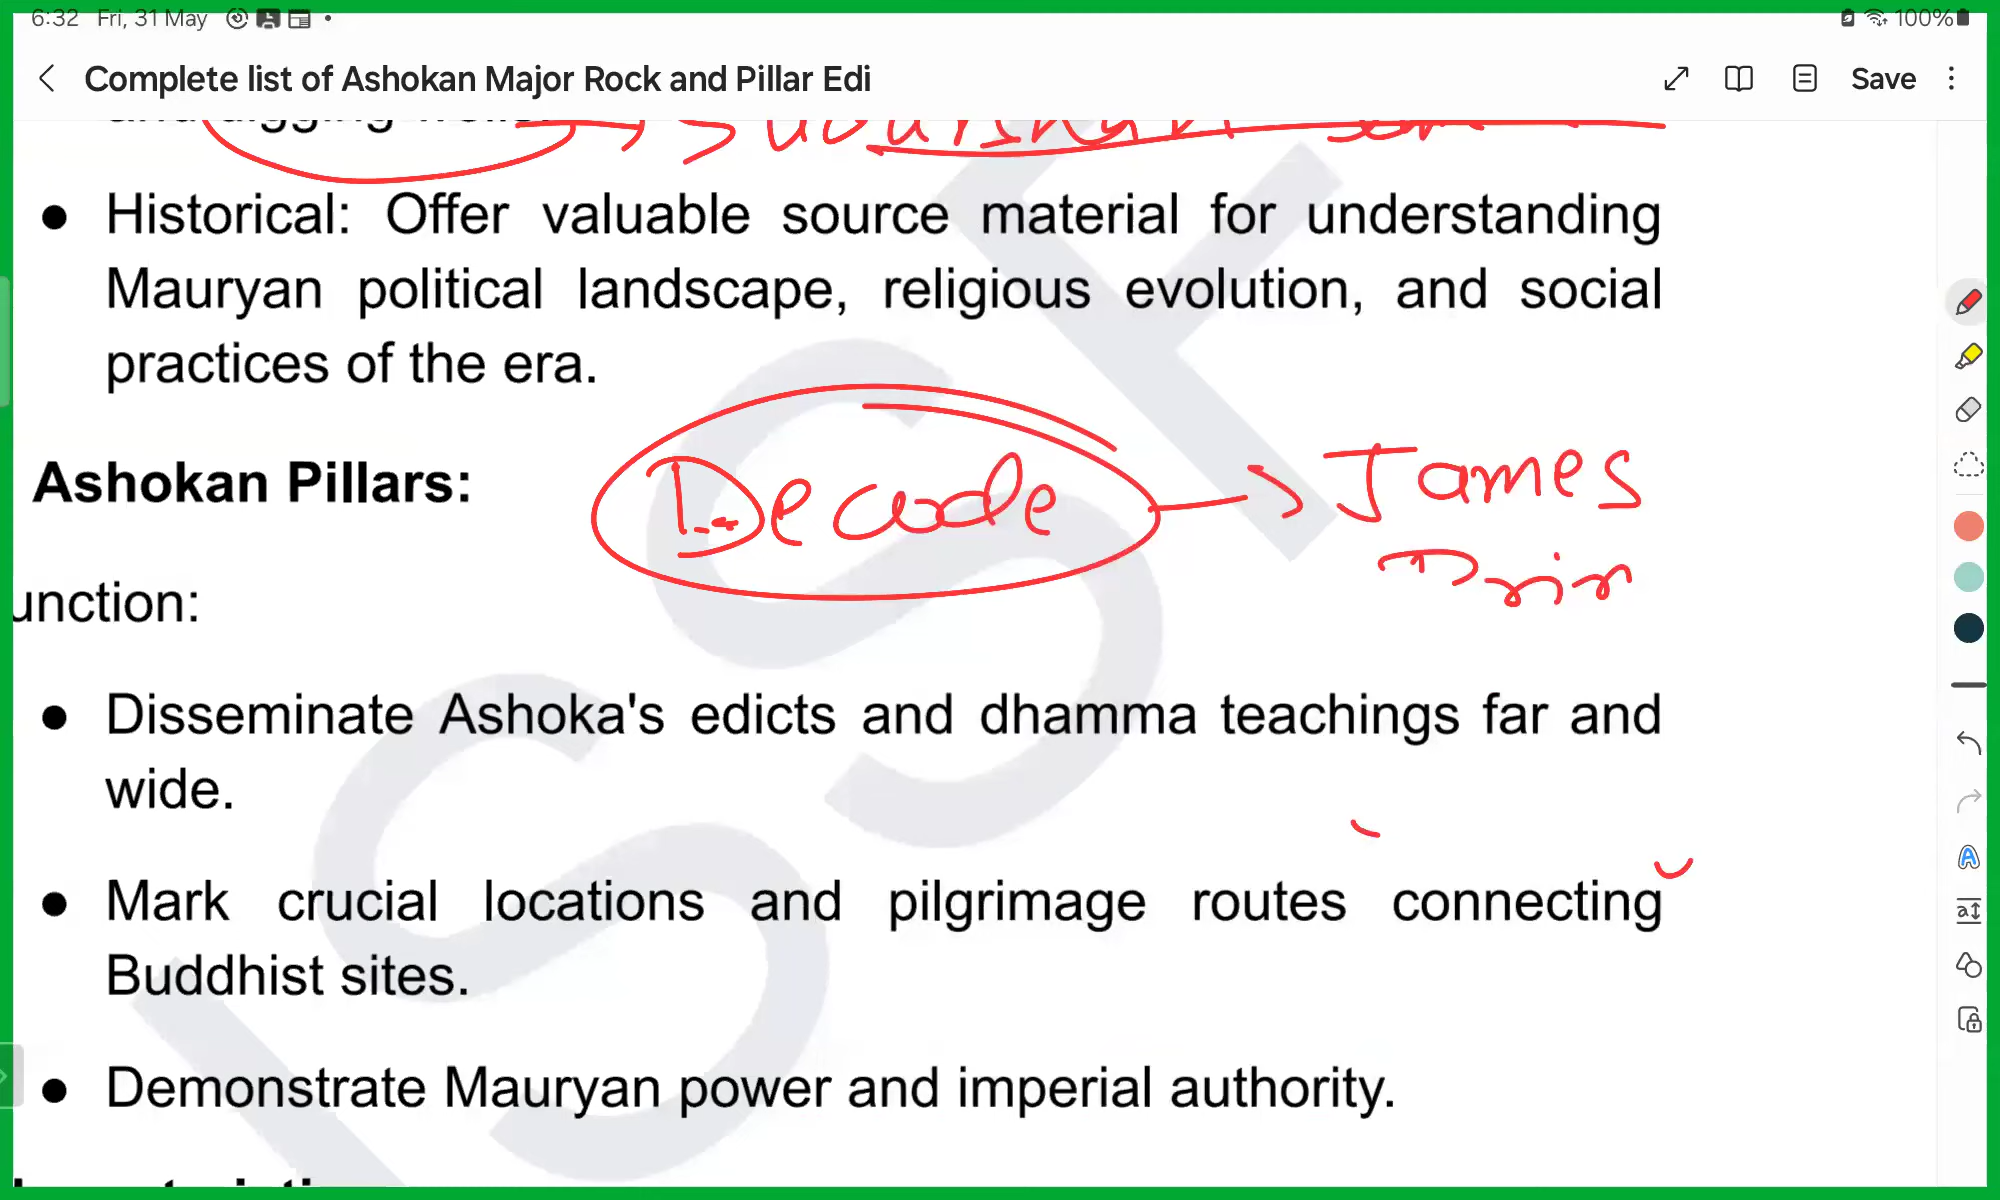 6:32 Fri, 31 May
100%
Complete list of Ashokan Major Rock and Pillar Edi
Save
Historical: Offer valuable source material for understanding
Mauryan political landscape, religious evolution, and social
practices of the era.
Decode → James
Prin
Ashokan Pillars:
unction:
Disseminate Ashoka's edicts and dhamma teachings far and
wide.
Mark crucial locations and pilgrimage routes connecting
Buddhist sites.
Demonstrate Mauryan power and imperial authority.